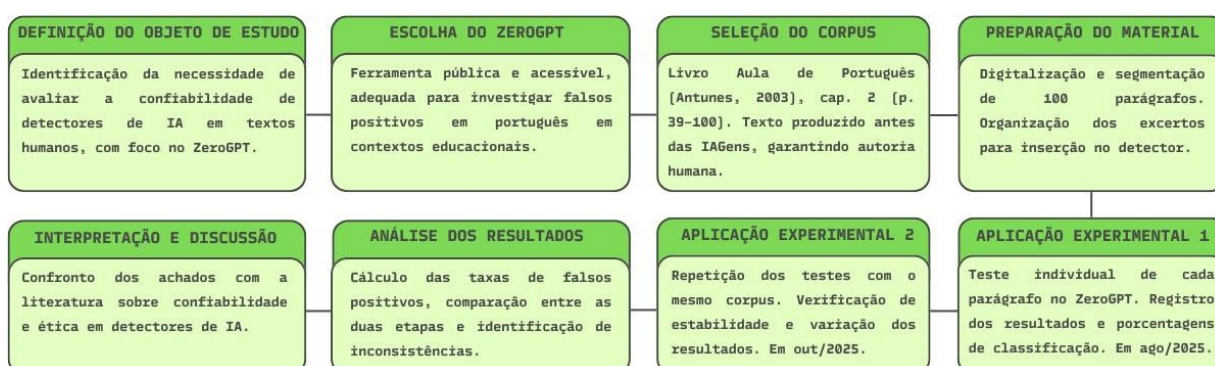 DEFINIÇÃO DO OBJETO DE ESTUDO
Identificação da necessidade de
avaliar a confiabilidade de
detectores de IA em textos
humanos, com foco no ZeroGPT.
ESCOLHA DO ZEROGPT
Ferramenta pública e acessível,
adequada para investigar falsos
positivos em português em
contextos educacionais.
SELEÇÃO DO CORPUS
Livro Aula de Português
(Antunes, 2003), cap. 2 (p.
39-100). Texto produzido antes
das IAGens, garantindo autoria
humana.
PREPARAÇÃO DO MATERIAL
Digitalização e segmentação
de 100 parágrafos.
Organização dos excertos
para inserção no detector.
APLICAÇÃO EXPERIMENTAL 1
Teste individual de cada
parágrafo no ZeroGPT. Registro
dos resultados e porcentagens
de classificação. Em ago/2025.
APLICAÇÃO EXPERIMENTAL 2
Repetição dos testes com o
mesmo corpus. Verificação de
estabilidade e variação dos
resultados. Em out/2025.
ANÁLISE DOS RESULTADOS
Cálculo das taxas de falsos
positivos, comparação entre as
duas etapas e identificação de
inconsistências.
INTERPRETAÇÃO E DISCUSSÃO
Confronto dos achados com a
literatura sobre confiabilidade
e ética em detectores de IA.